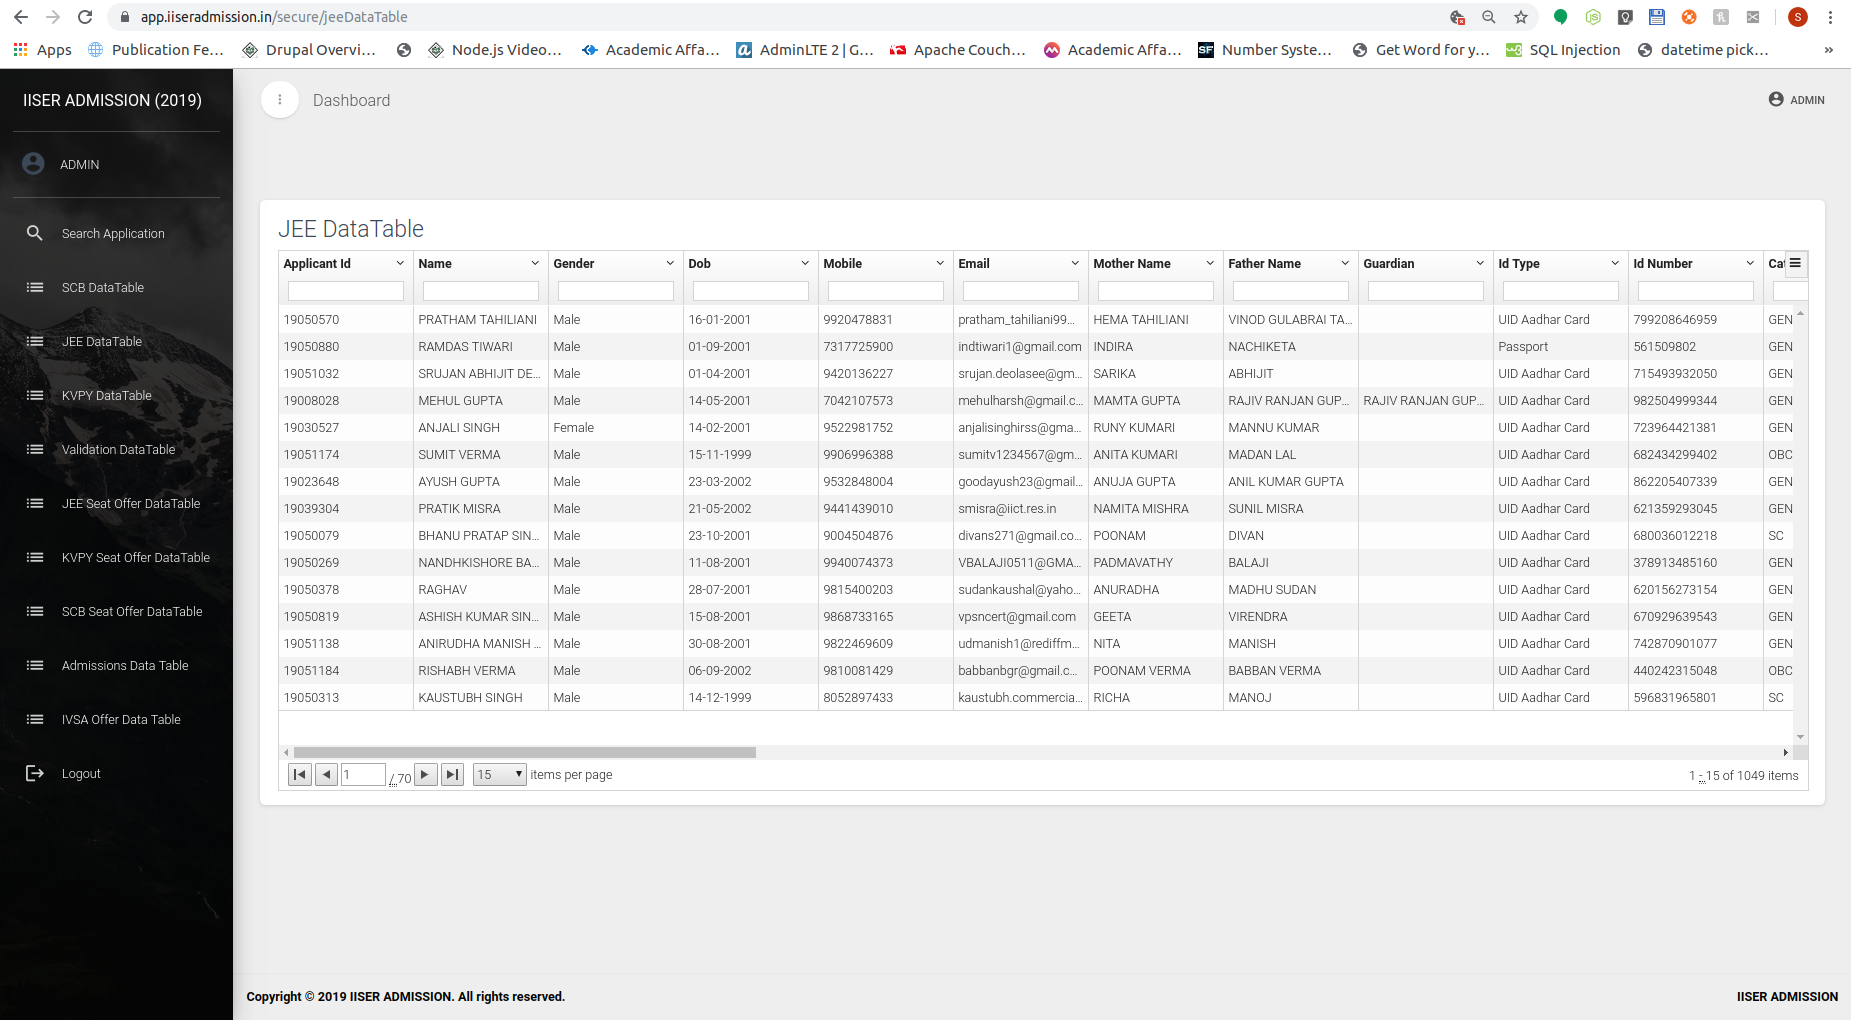 app.iiseradmission.in/secure/jeeDataTable
Apps Publication Fe... Drupal Overvi... Node.js Video... Academic Affa... AdminLTE 2 | G... Apache Couch... Academic Affa... Number Syste... Get Word for y... SQL Injection datetime pick... »
IISER ADMISSION (2019)
ADMIN
Search Application
SCB DataTable
JEE DataTable
KVPY DataTable
Validation DataTable
JEE Seat Offer DataTable
KVPY Seat Offer DataTable
SCB Seat Offer DataTable
Admissions Data Table
IVSA Offer Data Table
Logout
Dashboard
ADMIN
JEE DataTable
Applicant Id Name Gender Dob Mobile Email Mother Name Father Name Guardian Id Type Id Number Cat
19050570 PRATHAM TAHILIANI Male 16-01-2001 9920478831 pratham_tahiliani99... HEMA TAHILIANI VINOD GULABRAI TA... UID Aadhar Card 799208646959 GEN
19050880 RAMDAS TIWARI Male 01-09-2001 7317725900 indtiwari1@gmail.com INDIRA NACHIKETA Passport 561509802 GEN
19051032 SRUJAN ABHIJIT DE... Male 01-04-2001 9420136227 srujan.deolasee@gm... SARIKA ABHIJIT UID Aadhar Card 715493932050 GEN
19008028 MEHUL GUPTA Male 14-05-2001 7042107573 mehulharsh@gmail.c... MAMTA GUPTA RAJIV RANJAN GUP... RAJIV RANJAN GUP... UID Aadhar Card 982504999344 GEN
19030527 ANJALI SINGH Female 14-02-2001 9522981752 anjalisinghirss@gma... RUNY KUMARI MANNU KUMAR UID Aadhar Card 723964421381 GEN
19051174 SUMIT VERMA Male 15-11-1999 9906996388 sumitv1234567@gm... ANITA KUMARI MADAN LAL UID Aadhar Card 682434299402 OBC
19023648 AYUSH GUPTA Male 23-03-2002 9532848004 goodayush23@gmail... ANUJA GUPTA ANIL KUMAR GUPTA UID Aadhar Card 862205407339 GEN
19039304 PRATIK MISRA Male 21-05-2002 9441439010 smisra@iict.res.in NAMITA MISHRA SUNIL MISRA UID Aadhar Card 621359293045 GEN
19050079 BHANU PRATAP SIN... Male 23-10-2001 9004504876 divans271@gmail.co... POONAM DIVAN UID Aadhar Card 680036012218 SC
19050269 NANDHKISHORE BA... Male 11-08-2001 9940074373 VBALAJI0511@GMA... PADMAVATHY BALAJI UID Aadhar Card 378913485160 GEN
19050378 RAGHAV Male 28-07-2001 9815400203 sudankaushal@yaho... ANURADHA MADHU SUDAN UID Aadhar Card 620156273154 GEN
19050819 ASHISH KUMAR SIN... Male 15-08-2001 9868733165 vpsncert@gmail.com GEETA VIRENDRA UID Aadhar Card 670929639543 GEN
19051138 ANIRUDHA MANISH ... Male 30-08-2001 9822469609 udmanish1@rediffm... NITA MANISH UID Aadhar Card 742870901077 GEN
19051184 RISHABH VERMA Male 06-09-2002 9810081429 babbanbgr@gmail.c... POONAM VERMA BABBAN VERMA UID Aadhar Card 440242315048 OBC
19050313 KAUSTUBH SINGH Male 14-12-1999 8052897433 kaustubh.commercia... RICHA MANOJ UID Aadhar Card 596831965801 SC
1 / 70 15 items per page 1 - 15 of 1049 items
Copyright © 2019 IISER ADMISSION. All rights reserved. IISER ADMISSION